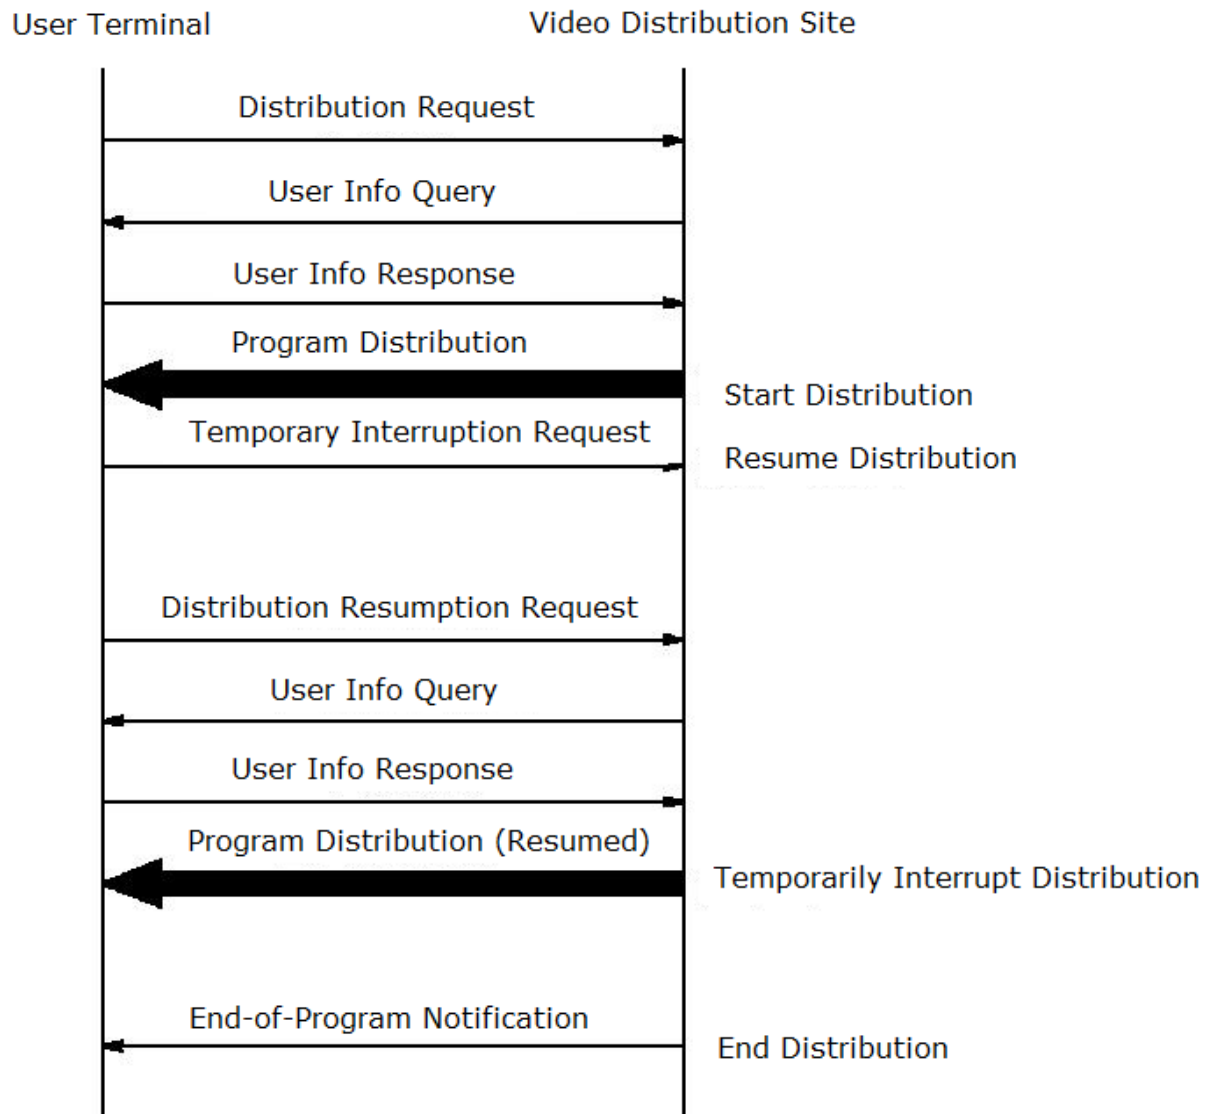 User Terminal
Video Distribution Site
Distribution Request
User Info Query
User Info Response
Program Distribution
Start Distribution
Temporary Interruption Request
Resume Distribution
Distribution Resumption Request
User Info Query
User Info Response
Program Distribution (Resumed)
Temporarily Interrupt Distribution
End-of-Program Notification
End Distribution